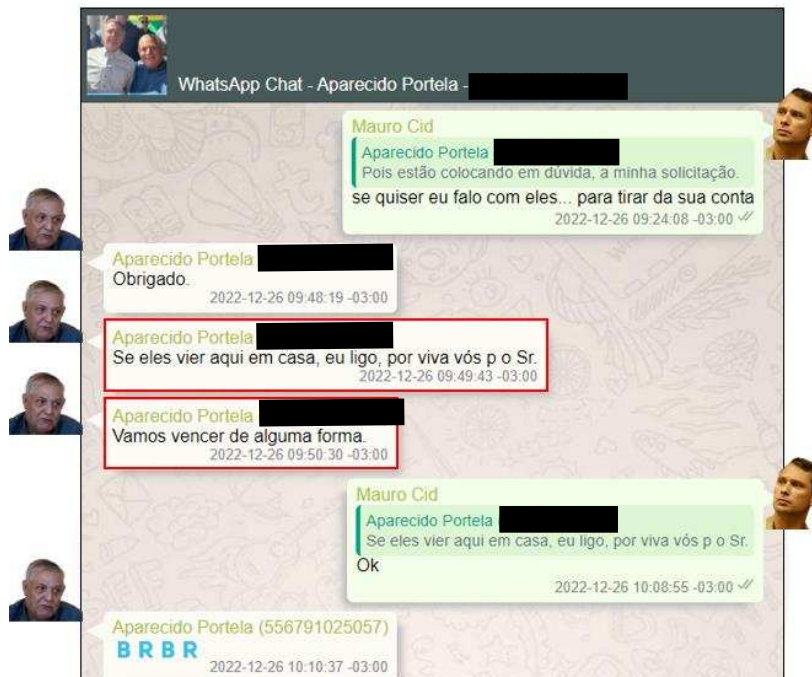 WhatsApp Chat - Aparecido Portela -
Mauro Cid
Aparecido Portela
Pois estão colocando em dúvida, a minha solicitação.
se quiser eu falo com eles... para tirar da sua conta
2022-12-26 09:24:08 -03:00
Aparecido Portela
Obrigado.
2022-12-26 09:48:19 -03:00
Aparecido Portela
Se eles vier aqui em casa, eu ligo, por viva vós p o Sr.
2022-12-26 09:49:43 -03:00
Aparecido Portela
Vamos vencer de alguma forma.
2022-12-26 09:50:30 -03:00
Mauro Cid
Aparecido Portela
Se eles vier aqui em casa, eu ligo, por viva vós p o Sr.
Ok
2022-12-26 10:08:55 -03:00
Aparecido Portela (556791025057)
B R B R
2022-12-26 10:10:37 -03:00